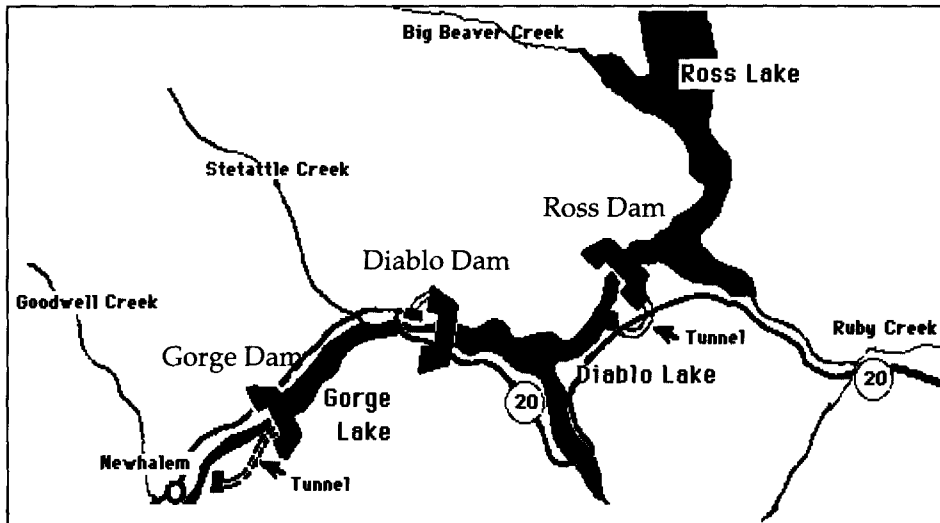 Big Beaver Creek
Ross Lake
Stetattle Creek
Ross Dam
Diablo Dam
Goodwell Creek
Gorge Dam
Tunnel
Ruby Creek
Diablo Lake
20
20
Gorge
Lake
Newhalem
Tunnel